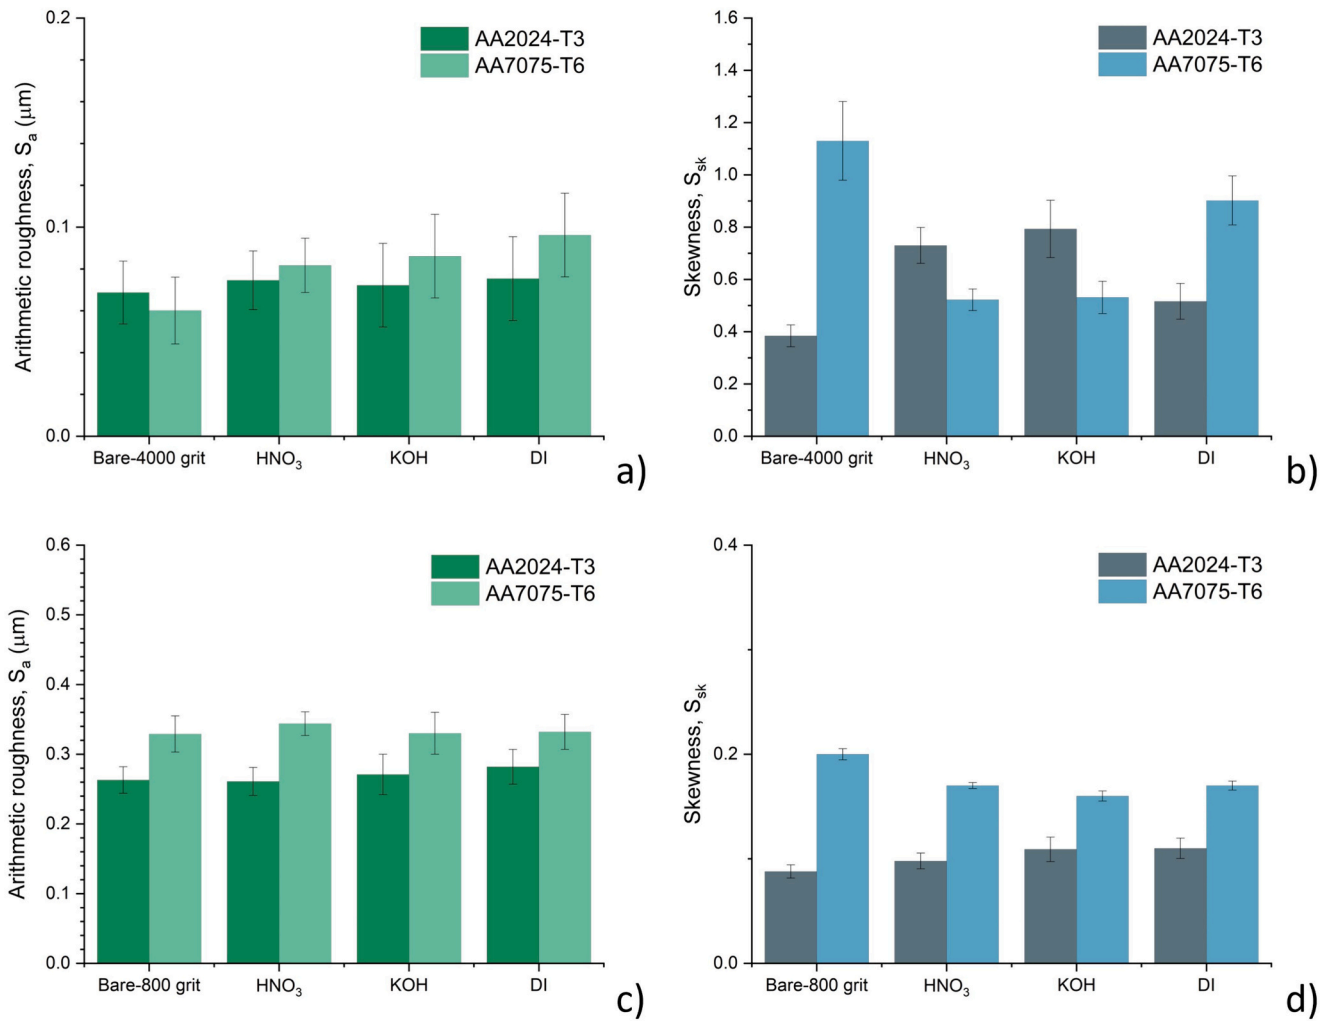 Arithmetic roughness, Sₐ (μm)
0.2
0.1
0.0
AA2024-T3
AA7075-T6
Bare-4000 grit
HNO₃
KOH
DI
a)
Skewness, Sₛₖ
1.6
1.4
1.2
1.0
0.8
0.6
0.4
0.2
0.0
AA2024-T3
AA7075-T6
Bare-4000 grit
HNO₃
KOH
DI
b)
Arithmetic roughness, Sₐ (μm)
0.6
0.5
0.4
0.3
0.2
0.1
0.0
AA2024-T3
AA7075-T6
Bare-800 grit
HNO₃
KOH
DI
c)
Skewness, Sₛₖ
0.4
0.2
0.0
AA2024-T3
AA7075-T6
Bare-800 grit
HNO₃
KOH
DI
d)